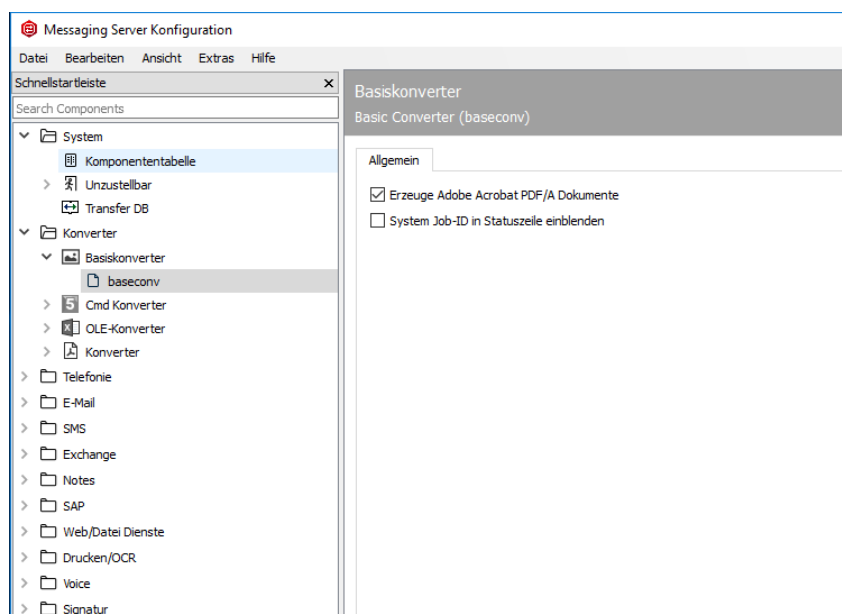 Messaging Server Konfiguration
Datei Bearbeiten Ansicht Extras Hilfe
Schnellstartleiste
Search Components
System
Komponententabelle
Unzustellbar
Transfer DB
Konverter
Basiskonverter
baseconv
Cmd Konverter
OLE-Konverter
Konverter
Telefonie
E-Mail
SMS
Exchange
Notes
SAP
Web/Datei Dienste
Drucken/OCR
Voice
Signatur
Basiskonverter
Basic Converter (baseconv)
Allgemein
Erzeuge Adobe Acrobat PDF/A Dokumente
System Job-ID in Statuszeile einblenden